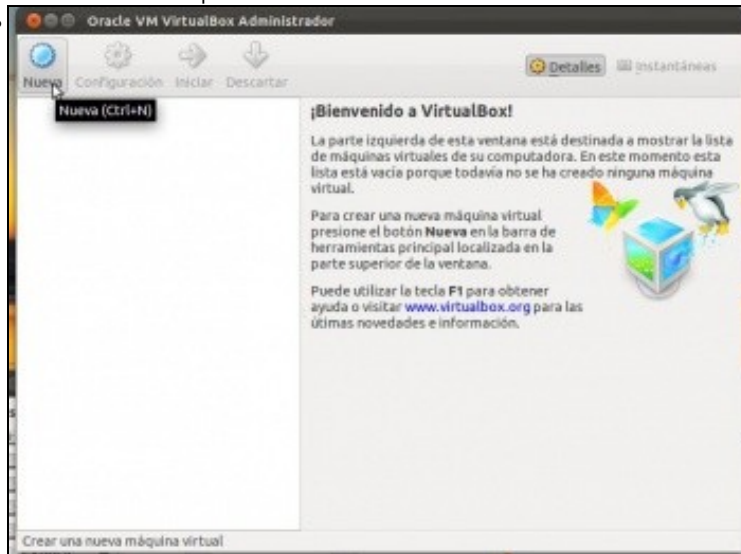 Oracle VM VirtualBox Administrador
Nueva Configuración Iniciar Descartar
Detalles Instantáneas
Nueva (Ctrl+N)
¡Bienvenido a VirtualBox!
La parte izquierda de esta ventana está destinada a mostrar la lista
de máquinas virtuales de su computadora. En este momento esta
lista está vacía porque todavía no se ha creado ninguna máquina
virtual.
Para crear una nueva máquina virtual
presione el botón Nueva en la barra de
herramientas principal localizada en la
parte superior de la ventana.
Puede utilizar la tecla F1 para obtener
ayuda o visitar www.virtualbox.org para las
útimas novedades e información.
Crear una nueva máquina virtual